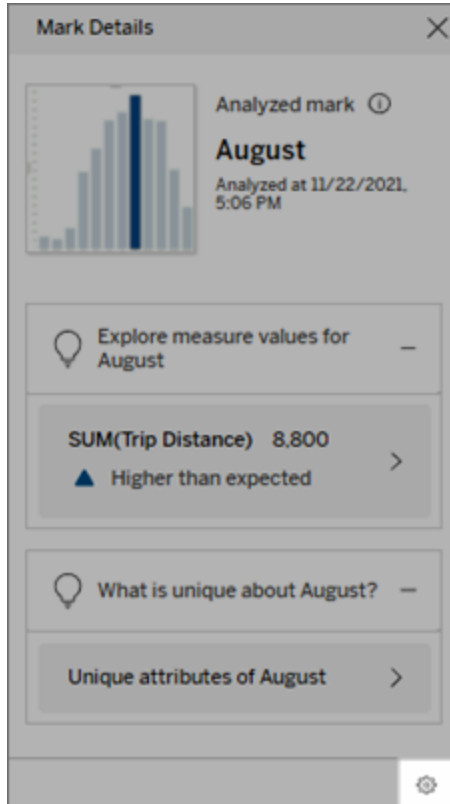 Mark Details
Analyzed mark
August
Analyzed at 11/22/2021,
5:06 PM
Explore measure values for
August
SUM(Trip Distance) 8,800
Higher than expected
What is unique about August?
Unique attributes of August